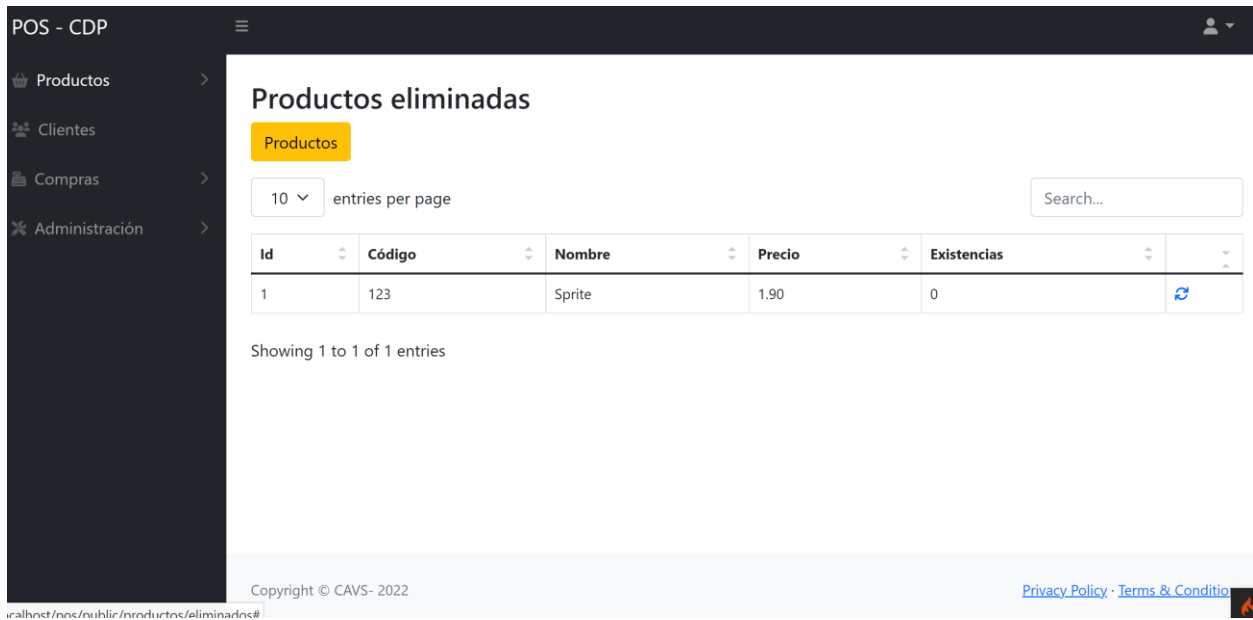 POS - CDP
Productos
Clientes
Compras
Administración
Productos eliminadas
Productos
10 entries per page
Search...
Id Código Nombre Precio Existencias
1 123 Sprite 1.90 0
Showing 1 to 1 of 1 entries
Copyright © CAVS- 2022
Privacy Policy · Terms & Conditio
calhost/pos/public/productos/eliminados#